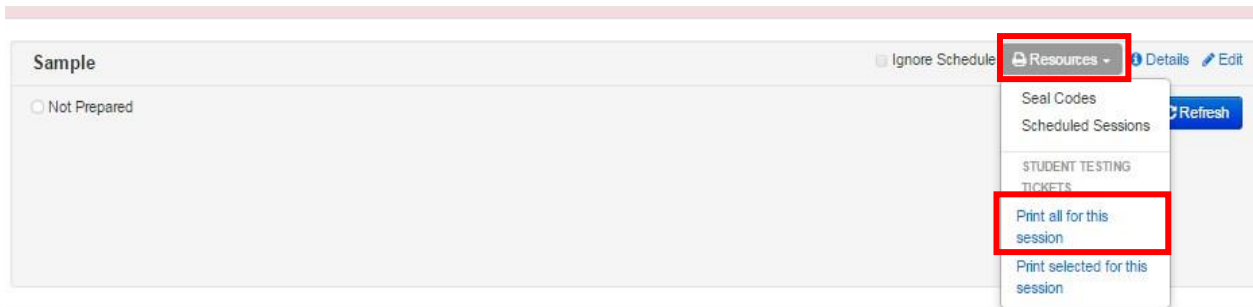 Sample Ignore Schedule Resources Details Edit
Not Prepared
Seal Codes
Refresh
Scheduled Sessions
STUDENT TESTING
TICKETS
Print all for this
session
Print selected for this
session